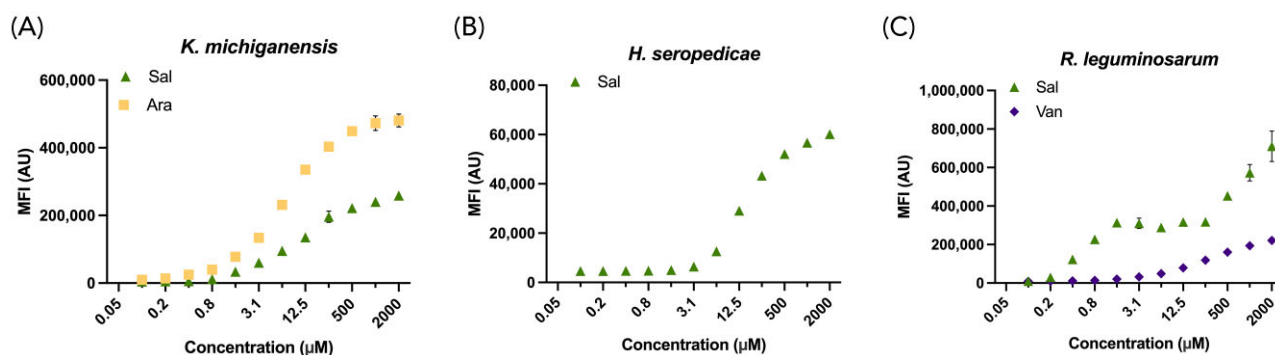 (A)
K. michiganensis
Sal
Ara
600,000
400,000
200,000
0
MFI (AU)
0.05
0.2
0.8
3.1
12.5
500
2000
Concentration (µM)
(B)
H. seropedicae
Sal
80,000
60,000
40,000
20,000
0
MFI (AU)
0.05
0.2
0.8
3.1
12.5
500
2000
Concentration (µM)
(C)
R. leguminosarum
Sal
Van
1,000,000
800,000
600,000
400,000
200,000
0
MFI (AU)
0.05
0.2
0.8
3.1
12.5
500
2000
Concentration (µM)